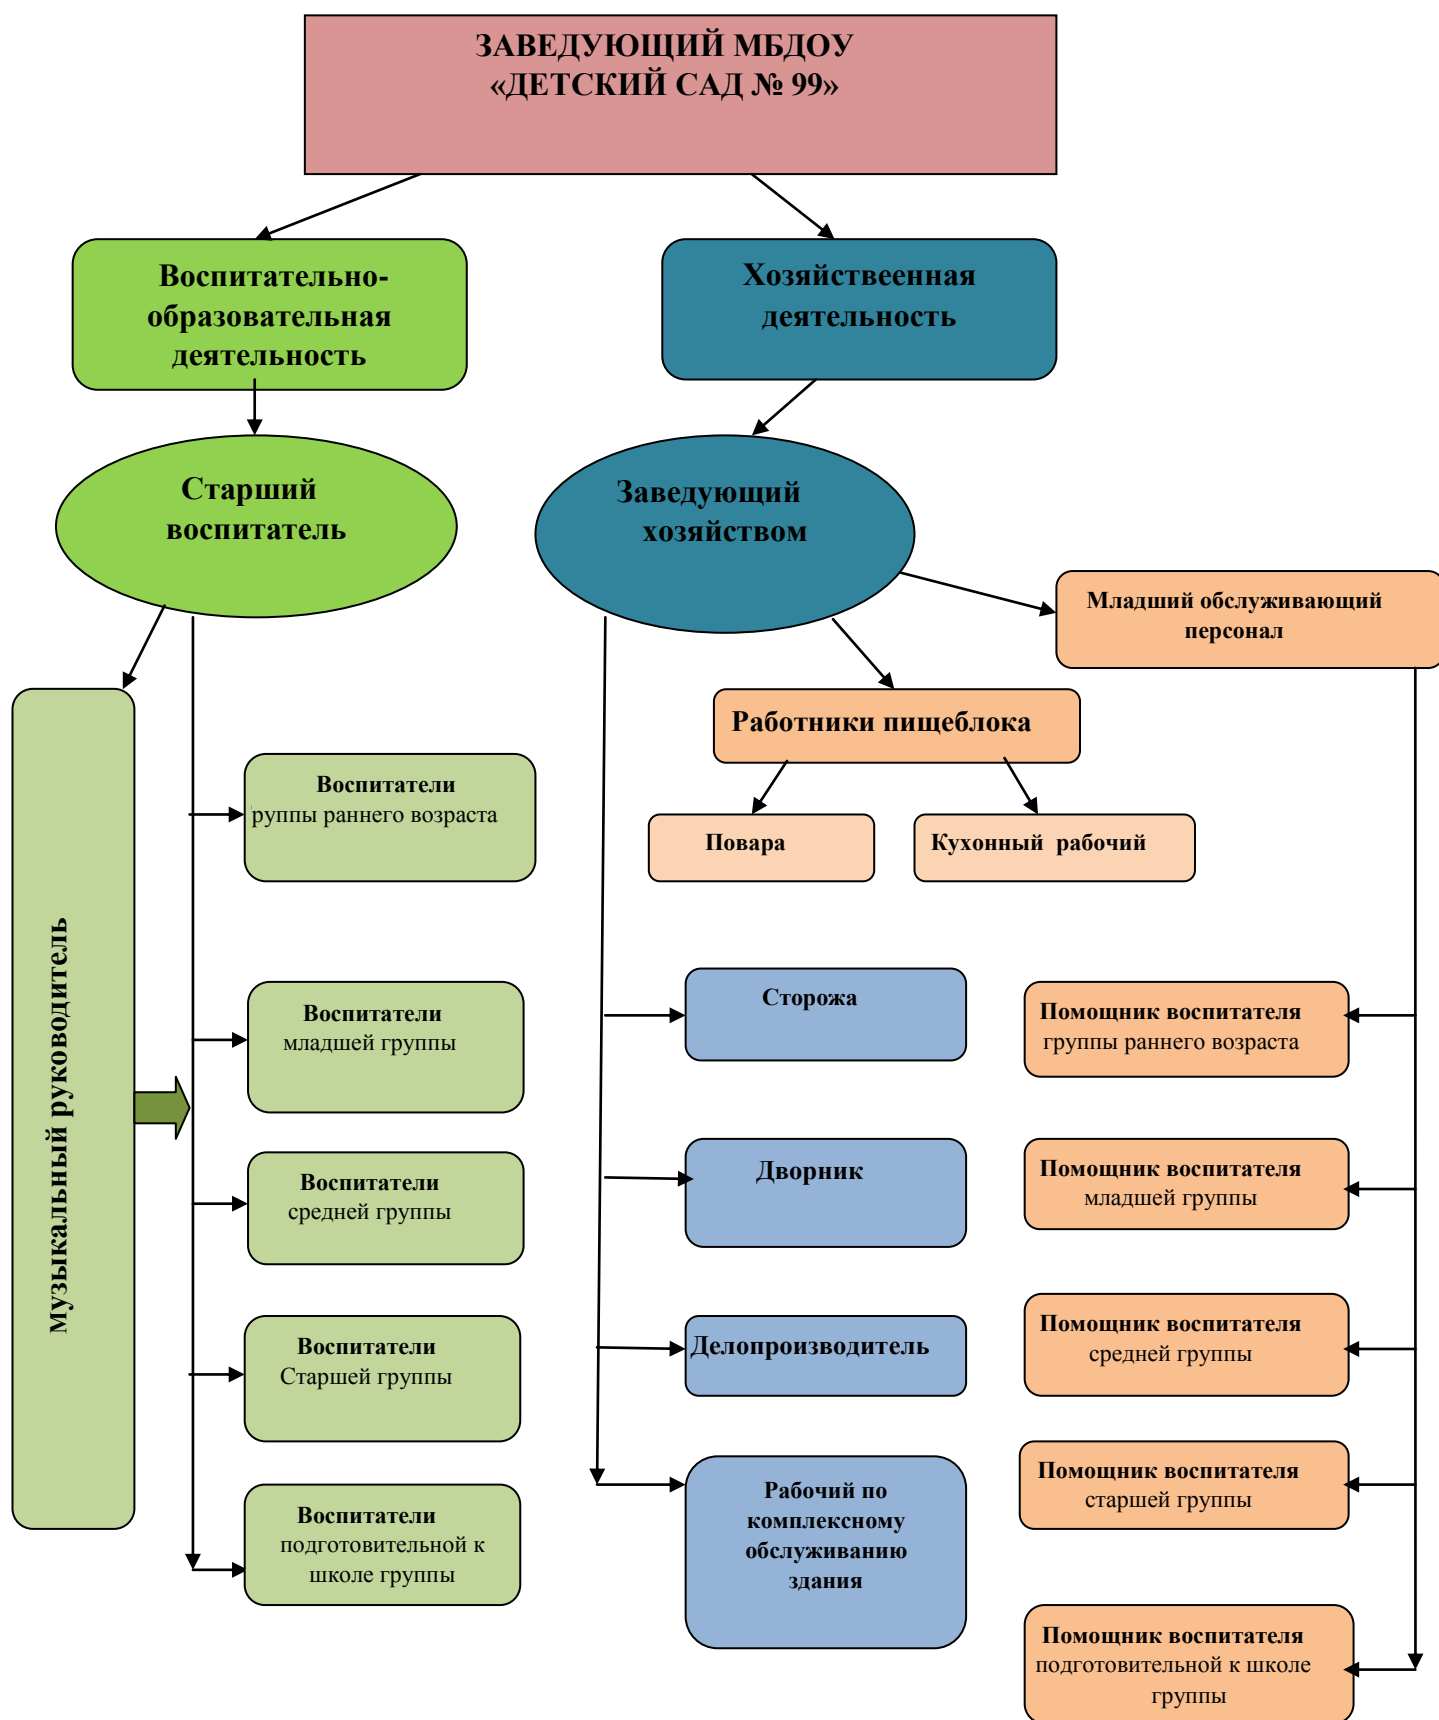 ЗАВЕДУЮЩИЙ МБДОУ
«ДЕТСКИЙ САД № 99»
Воспитательно-
образовательная
деятельность
Хозяйствеенная
деятельность
Старший
воспитатель
Заведующий
хозяйством
Младший обслуживающий
персонал
Работники пищеблока
Повара
Кухонный рабочий
музыкальный руководитель
Воспитатели
группы раннего возраста
Воспитатели
младшей группы
Воспитатели
средней группы
Воспитатели
Старшей группы
Воспитатели
подготовительной к
школе группы
Сторожа
Дворник
Делопроизводитель
Рабочий по
комплексному
обслуживанию
здания
Помощник воспитателя
группы раннего возраста
Помощник воспитателя
младшей группы
Помощник воспитателя
средней группы
Помощник воспитателя
старшей группы
Помощник воспитателя
подготовительной к школе
группы